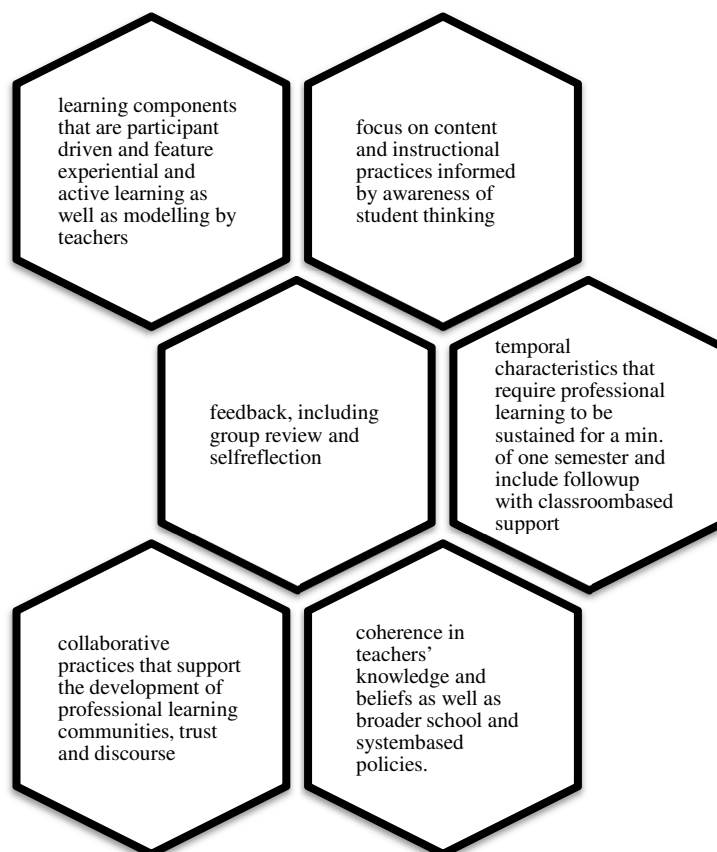 learning components
that are participant
driven and feature
experiential and
active learning as
well as modelling by
teachers
focus on content
and instructional
practices informed
by awareness of
student thinking
feedback, including
group review and
selfreflection
temporal
characteristics that
require professional
learning to be
sustained for a min.
of one semester and
include followup
with classroombased
support
collaborative
practices that support
the development of
professional learning
communities, trust
and discourse
coherence in
teachers’
knowledge and
beliefs as well as
broader school and
systembased
policies.